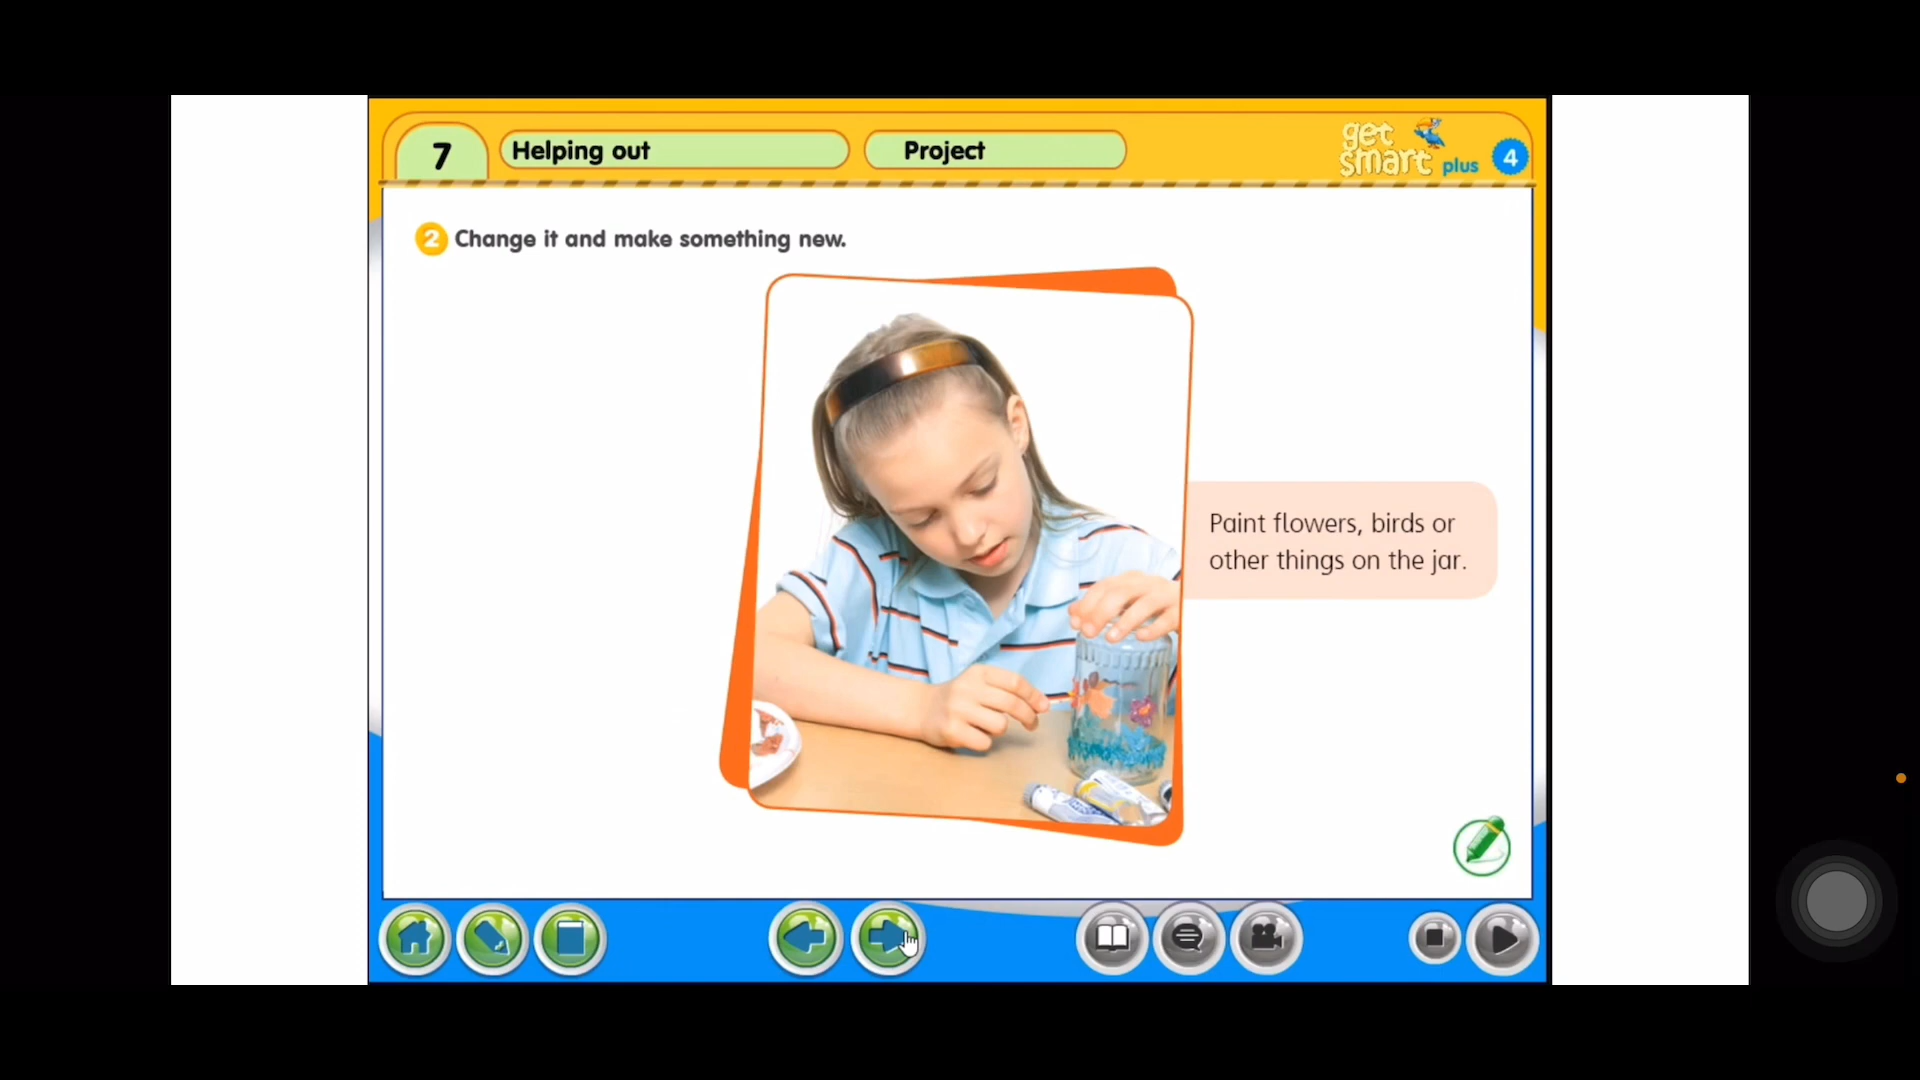 7
Helping out
Project
get
smart
plus
4
2 Change it and make something new.
Paint flowers, birds or
other things on the jar.